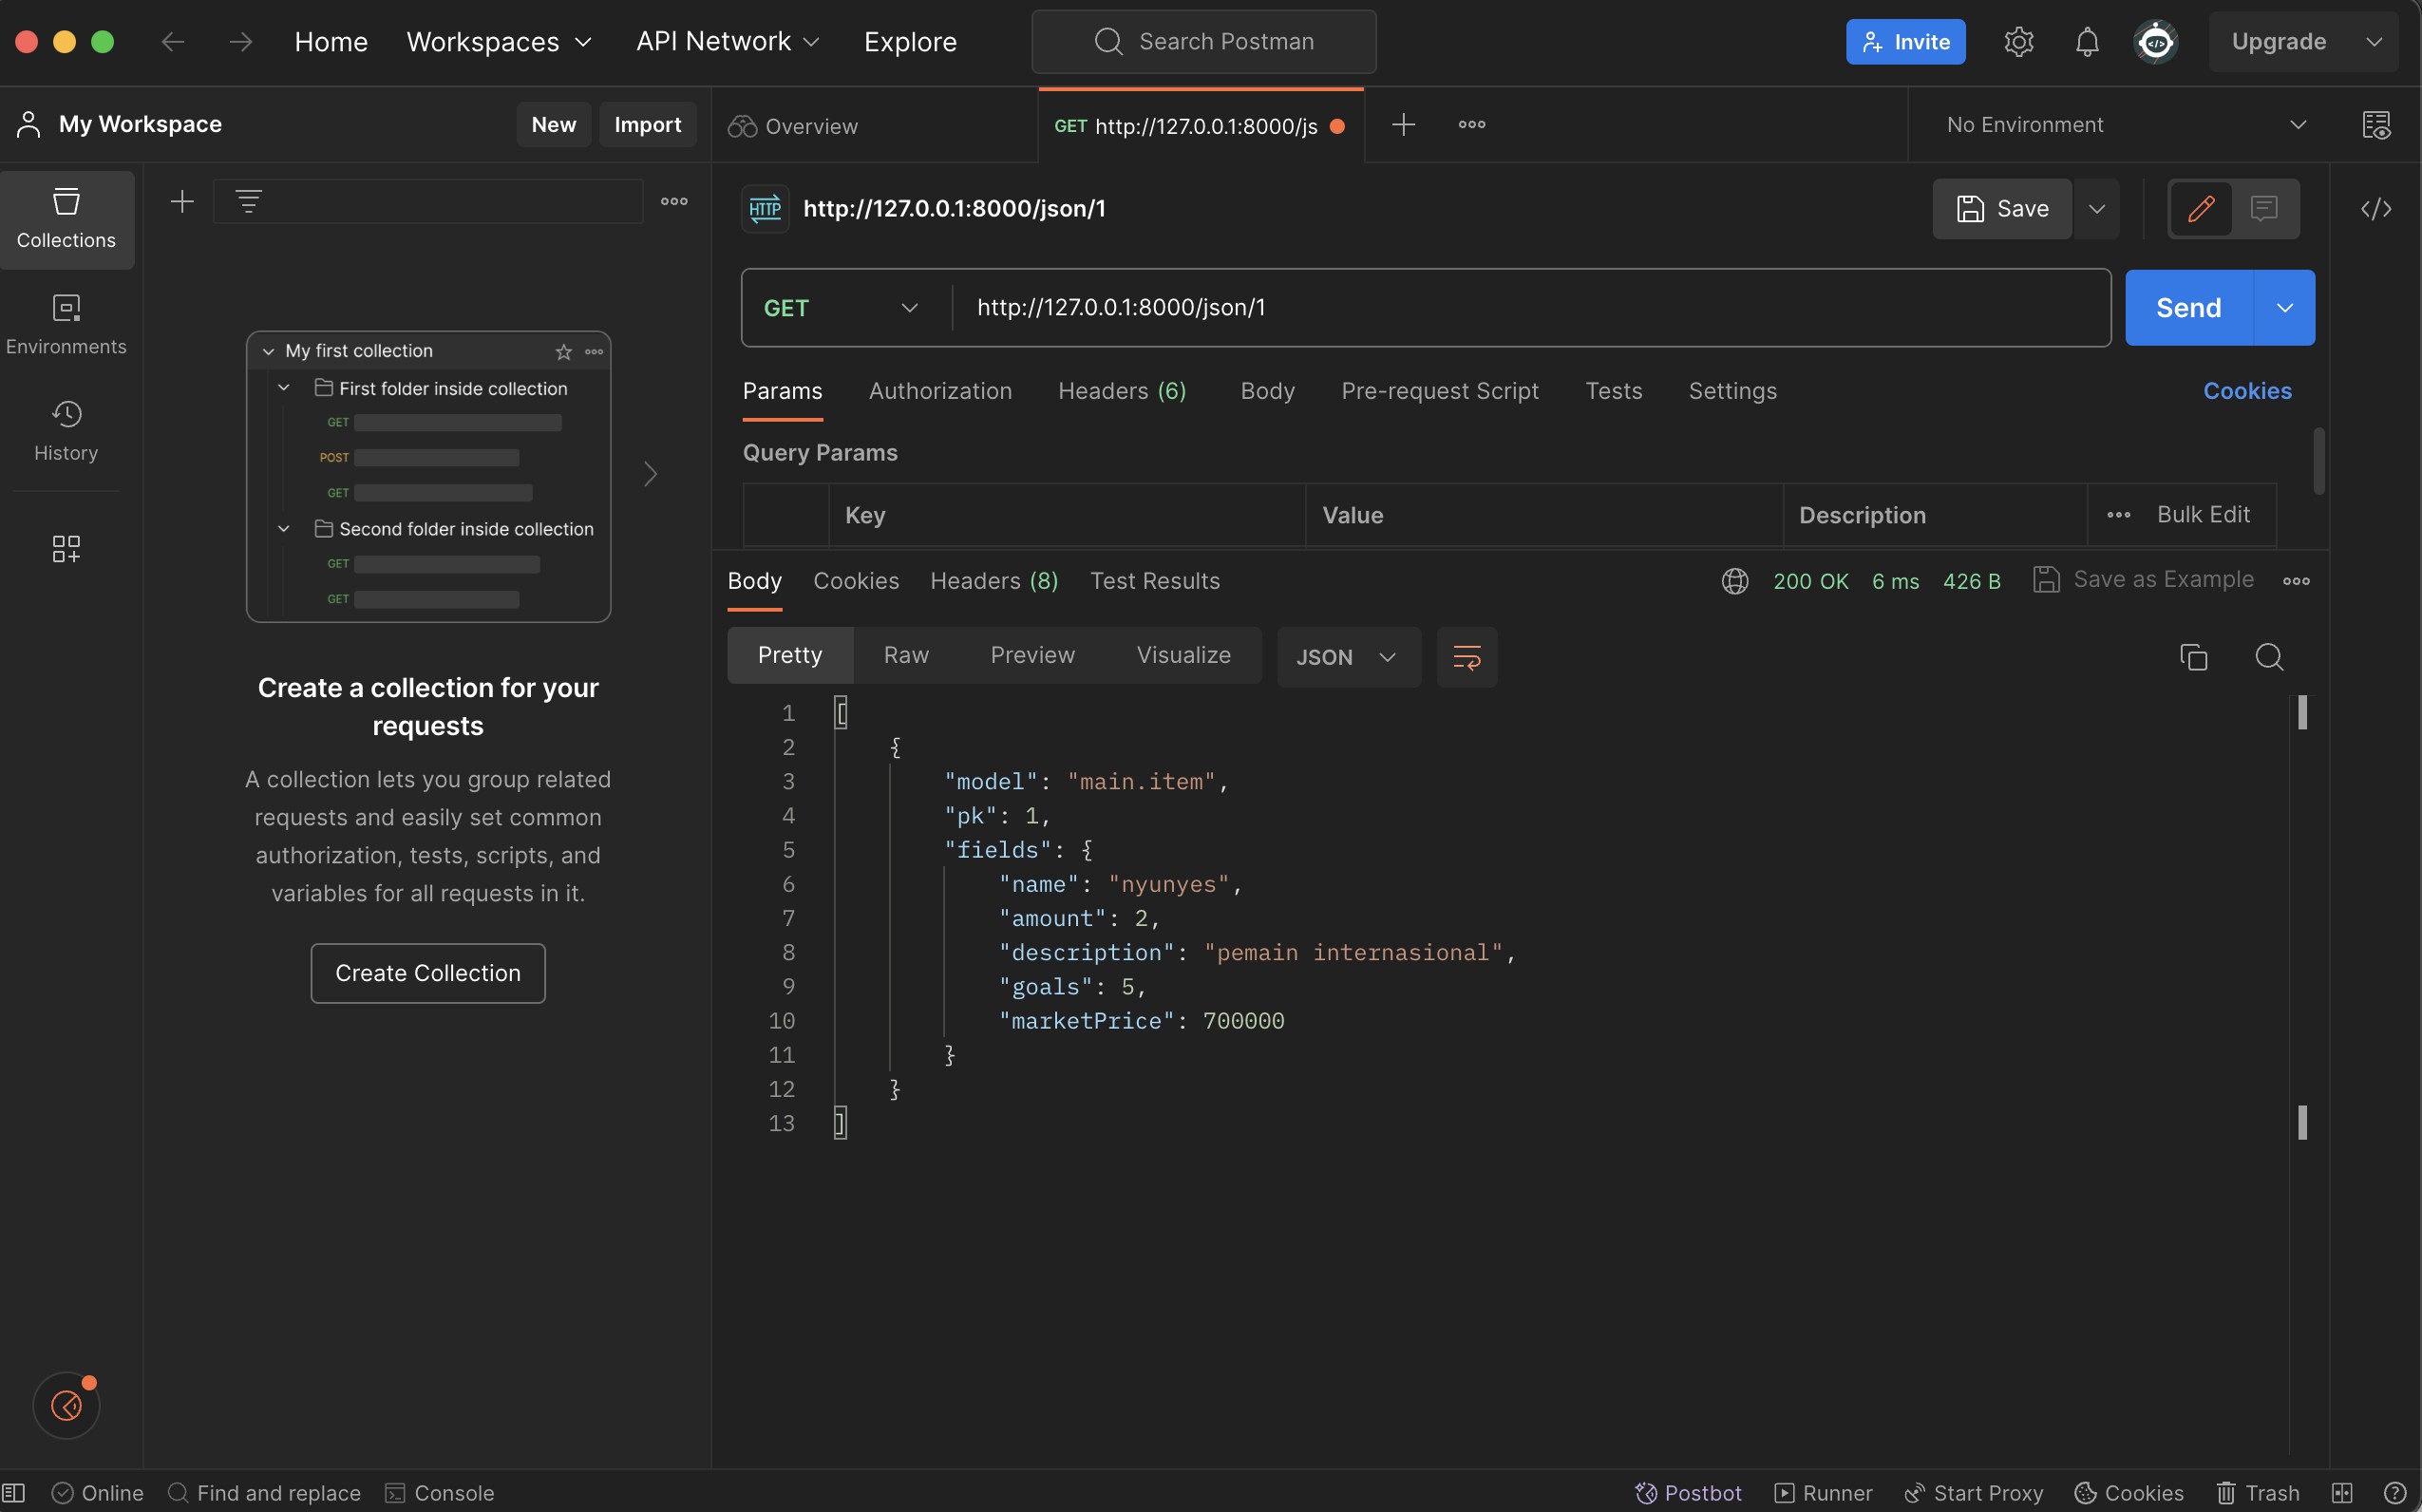 Home Workspaces API Network Explore Search Postman Invite Upgrade
My Workspace New Import Overview GET http://127.0.0.1:8000/js No Environment
Collections
Environments
History
My first collection
First folder inside collection
GET
POST
GET
Second folder inside collection
GET
GET
Create a collection for your
requests
A collection lets you group related
requests and easily set common
authorization, tests, scripts, and
variables for all requests in it.
Create Collection
HTTP http://127.0.0.1:8000/json/1 Save
GET http://127.0.0.1:8000/json/1 Send
Params Authorization Headers (6) Body Pre-request Script Tests Settings Cookies
Query Params
Key Value Description Bulk Edit
Body Cookies Headers (8) Test Results 200 OK 6 ms 426 B Save as Example
Pretty Raw Preview Visualize JSON
1 [
2 {
3 "model": "main.item",
4 "pk": 1,
5 "fields": {
6 "name": "nyunyes",
7 "amount": 2,
8 "description": "pemain internasional",
9 "goals": 5,
10 "marketPrice": 700000
11 }
12 }
13 ]
Online Find and replace Console Postbot Runner Start Proxy Cookies Trash